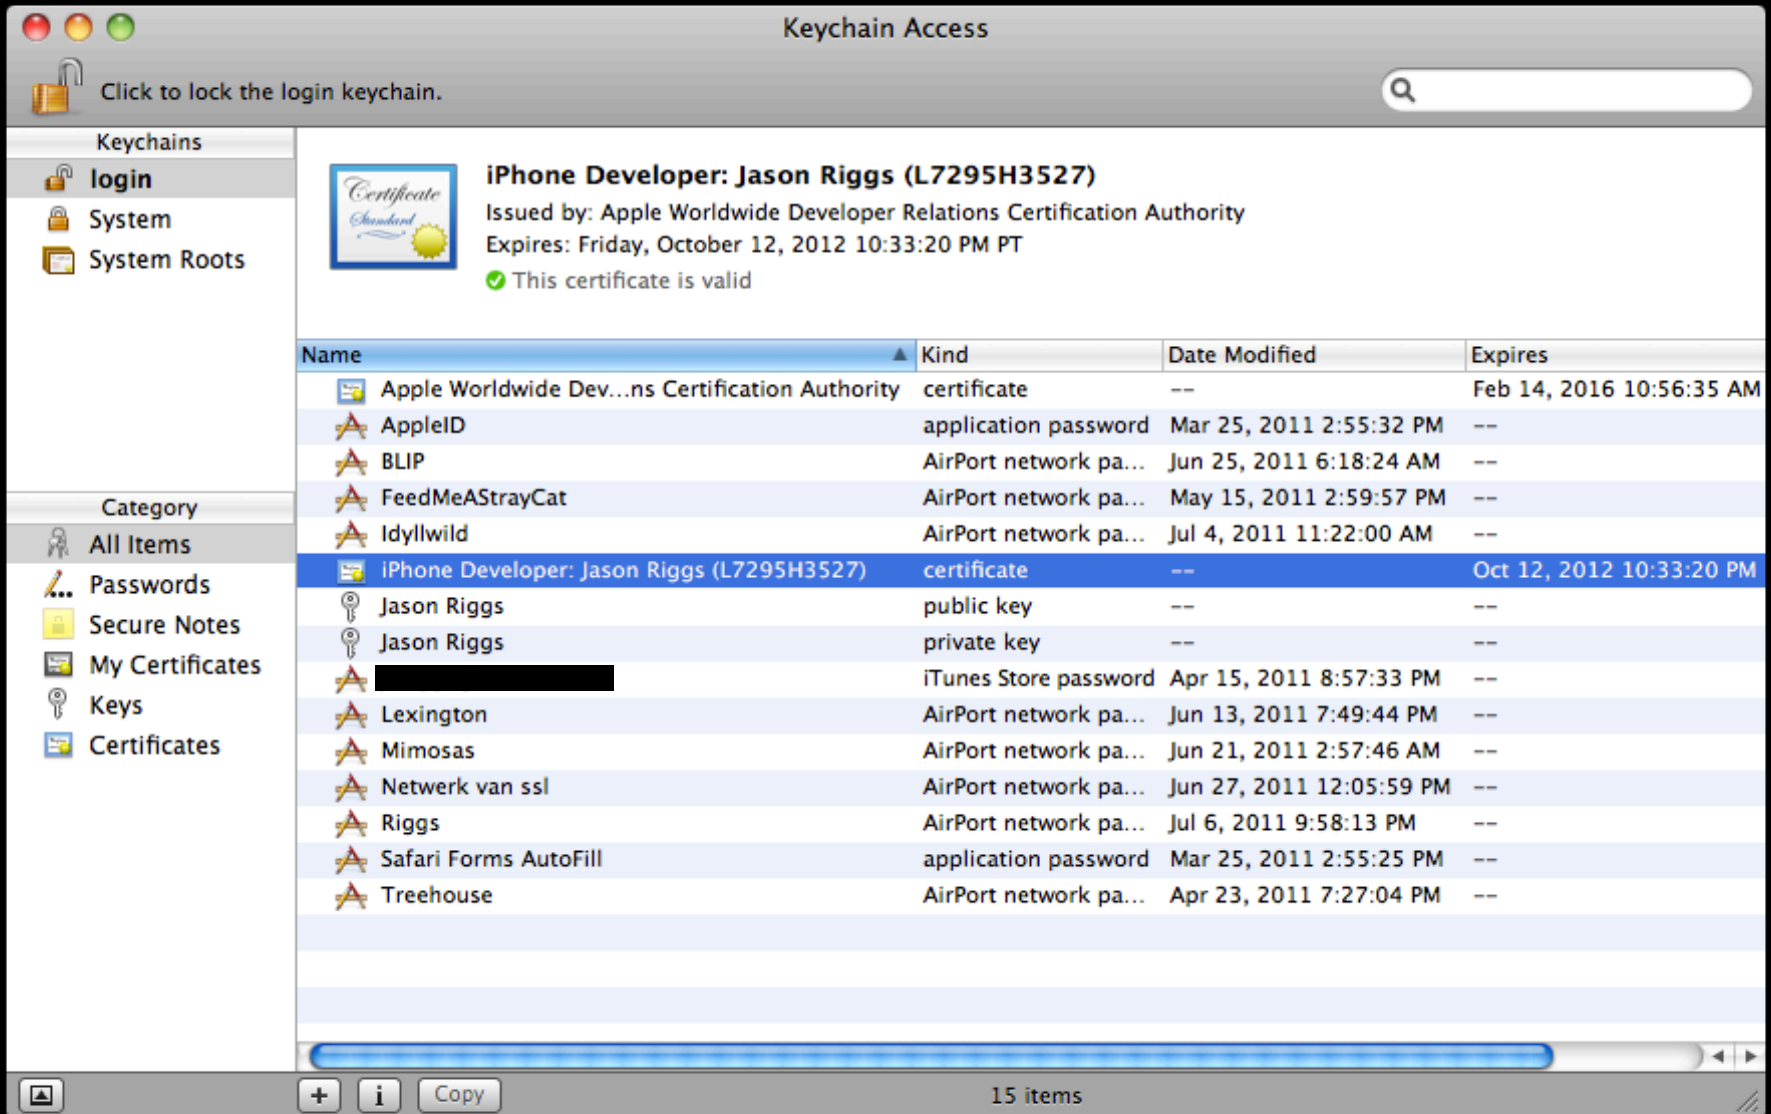 Keychain Access
Click to lock the login keychain.
Keychains
login
System
System Roots
Category
All Items
Passwords
Secure Notes
My Certificates
Keys
Certificates
Certificate
Standard
iPhone Developer: Jason Riggs (L7295H3527)
Issued by: Apple Worldwide Developer Relations Certification Authority
Expires: Friday, October 12, 2012 10:33:20 PM PT
This certificate is valid
Name Kind Date Modified Expires
Apple Worldwide Dev...ns Certification Authority certificate -- Feb 14, 2016 10:56:35 AM
AppleID application password Mar 25, 2011 2:55:32 PM --
BLIP AirPort network pa... Jun 25, 2011 6:18:24 AM --
FeedMeAStrayCat AirPort network pa... May 15, 2011 2:59:57 PM --
Idyllwild AirPort network pa... Jul 4, 2011 11:22:00 AM --
iPhone Developer: Jason Riggs (L7295H3527) certificate -- Oct 12, 2012 10:33:20 PM
Jason Riggs public key -- --
Jason Riggs private key -- --
iTunes Store password Apr 15, 2011 8:57:33 PM --
Lexington AirPort network pa... Jun 13, 2011 7:49:44 PM --
Mimosas AirPort network pa... Jun 21, 2011 2:57:46 AM --
Netwerk van ssl AirPort network pa... Jun 27, 2011 12:05:59 PM --
Riggs AirPort network pa... Jul 6, 2011 9:58:13 PM --
Safari Forms AutoFill application password Mar 25, 2011 2:55:25 PM --
Treehouse AirPort network pa... Apr 23, 2011 7:27:04 PM --
+ i Copy 15 items